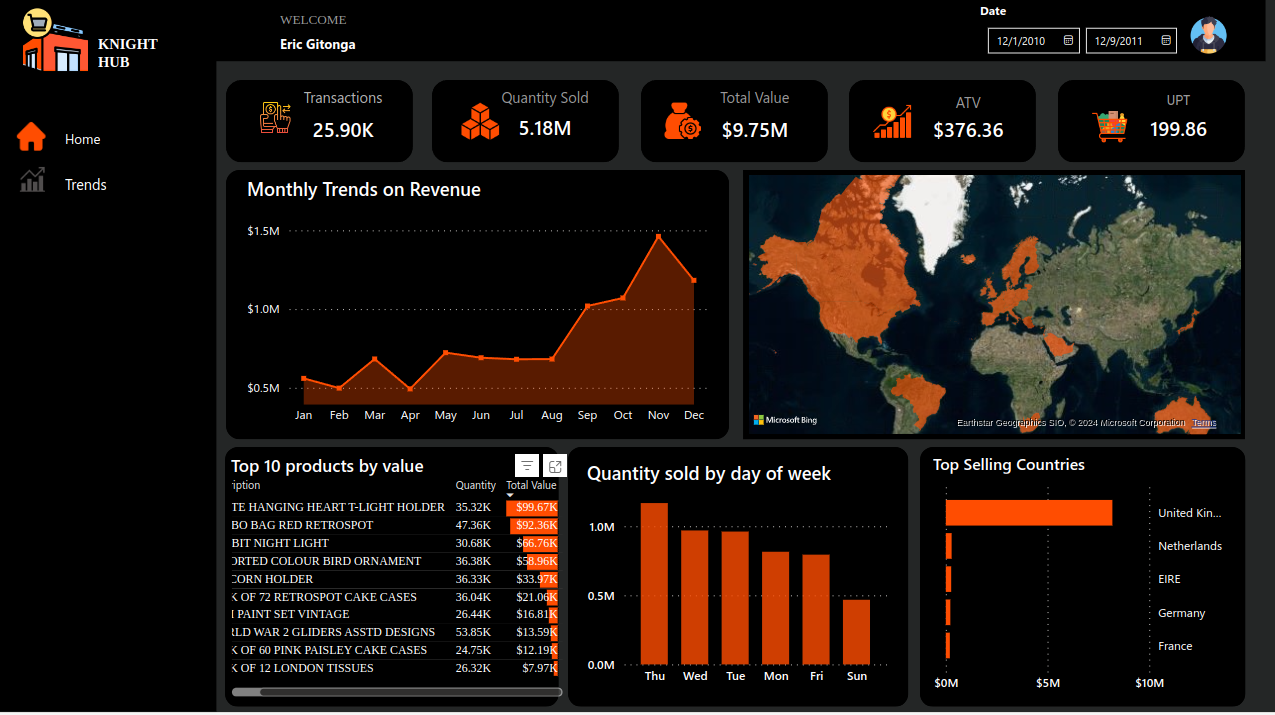 KNIGHT
HUB
WELCOME
Eric Gitonga
Date
12/1/2010
12/9/2011
Home
Trends
Transactions
25.90K
Quantity Sold
5.18M
Total Value
$9.75M
ATV
$376.36
UPT
199.86
Monthly Trends on Revenue
$1.5M
$1.0M
$0.5M
Jan Feb Mar Apr May Jun Jul Aug Sep Oct Nov Dec
Microsoft Bing
Earthstar Geographics SIO, © 2024 Microsoft Corporation Terms
Top 10 products by value
ription Quantity Total Value
TE HANGING HEART T-LIGHT HOLDER 35.32K $99.67K
BO BAG RED RETROSPOT 47.36K $92.36K
BIT NIGHT LIGHT 30.68K $66.76K
ORTED COLOUR BIRD ORNAMENT 36.38K $58.96K
CORN HOLDER 36.33K $33.97K
K OF 72 RETROSPOT CAKE CASES 36.04K $21.06K
I PAINT SET VINTAGE 26.44K $16.81K
RLD WAR 2 GLIDERS ASSTD DESIGNS 53.85K $13.59K
K OF 60 PINK PAISLEY CAKE CASES 24.75K $12.19K
K OF 12 LONDON TISSUES 26.32K $7.97K
Quantity sold by day of week
1.0M
0.5M
0.0M
Thu Wed Tue Mon Fri Sun
Top Selling Countries
United Kin...
Netherlands
EIRE
Germany
France
$0M $5M $10M